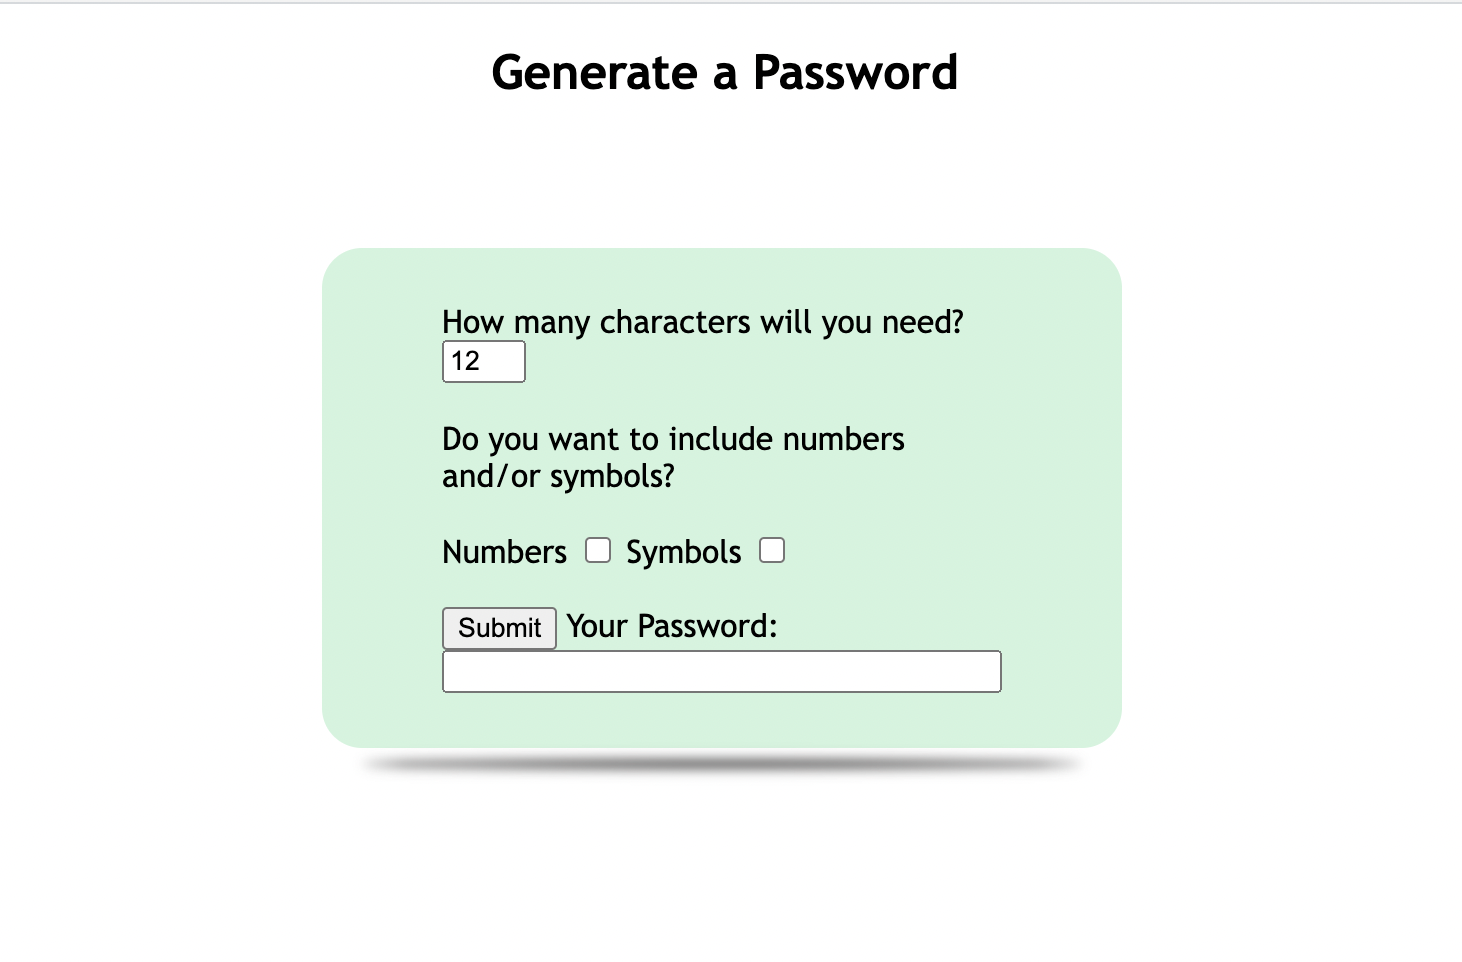 Generate a Password
How many characters will you need?
12
Do you want to include numbers
and/or symbols?
Numbers Symbols
Submit Your Password: